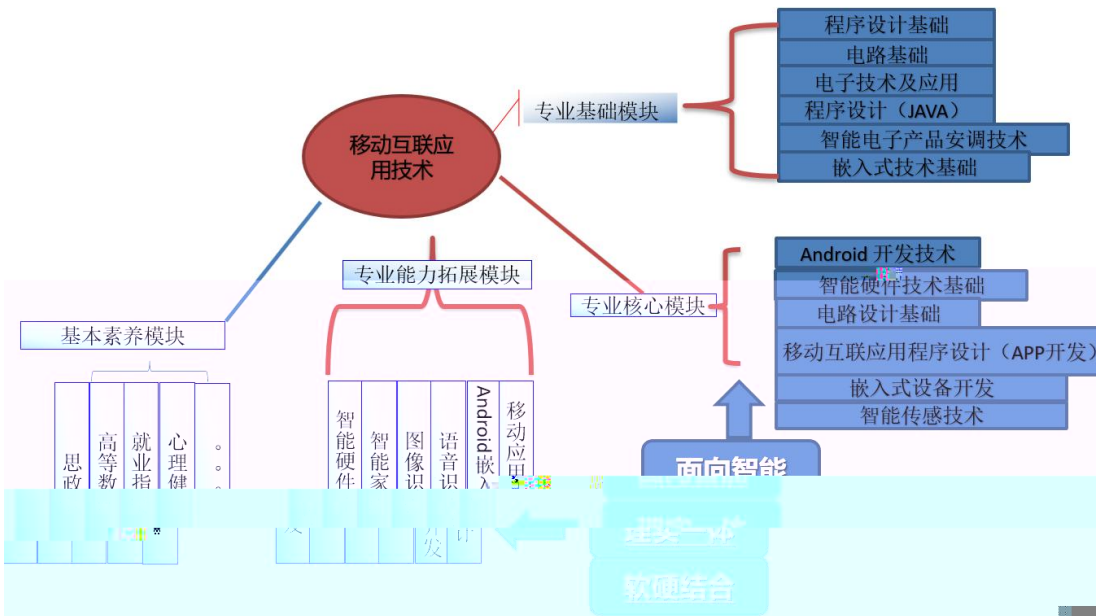 移动互联应
用技术
专业基础模块
程序设计基础
电路基础
电子技术及应用
程序设计（JAVA）
智能电子产品安调技术
嵌入式技术基础
专业核心模块
Android 开发技术
智能硬件技术基础
电路设计基础
移动互联应用程序设计（APP开发）
嵌入式设备开发
智能传感技术
专业能力拓展模块
智能硬件
智能家
图像识
语音识
Android嵌入
移动应用
发
开发
计
基本素养模块
思政
高等数
就业指
心理健
。。
面向智能
理实一体
软硬结合